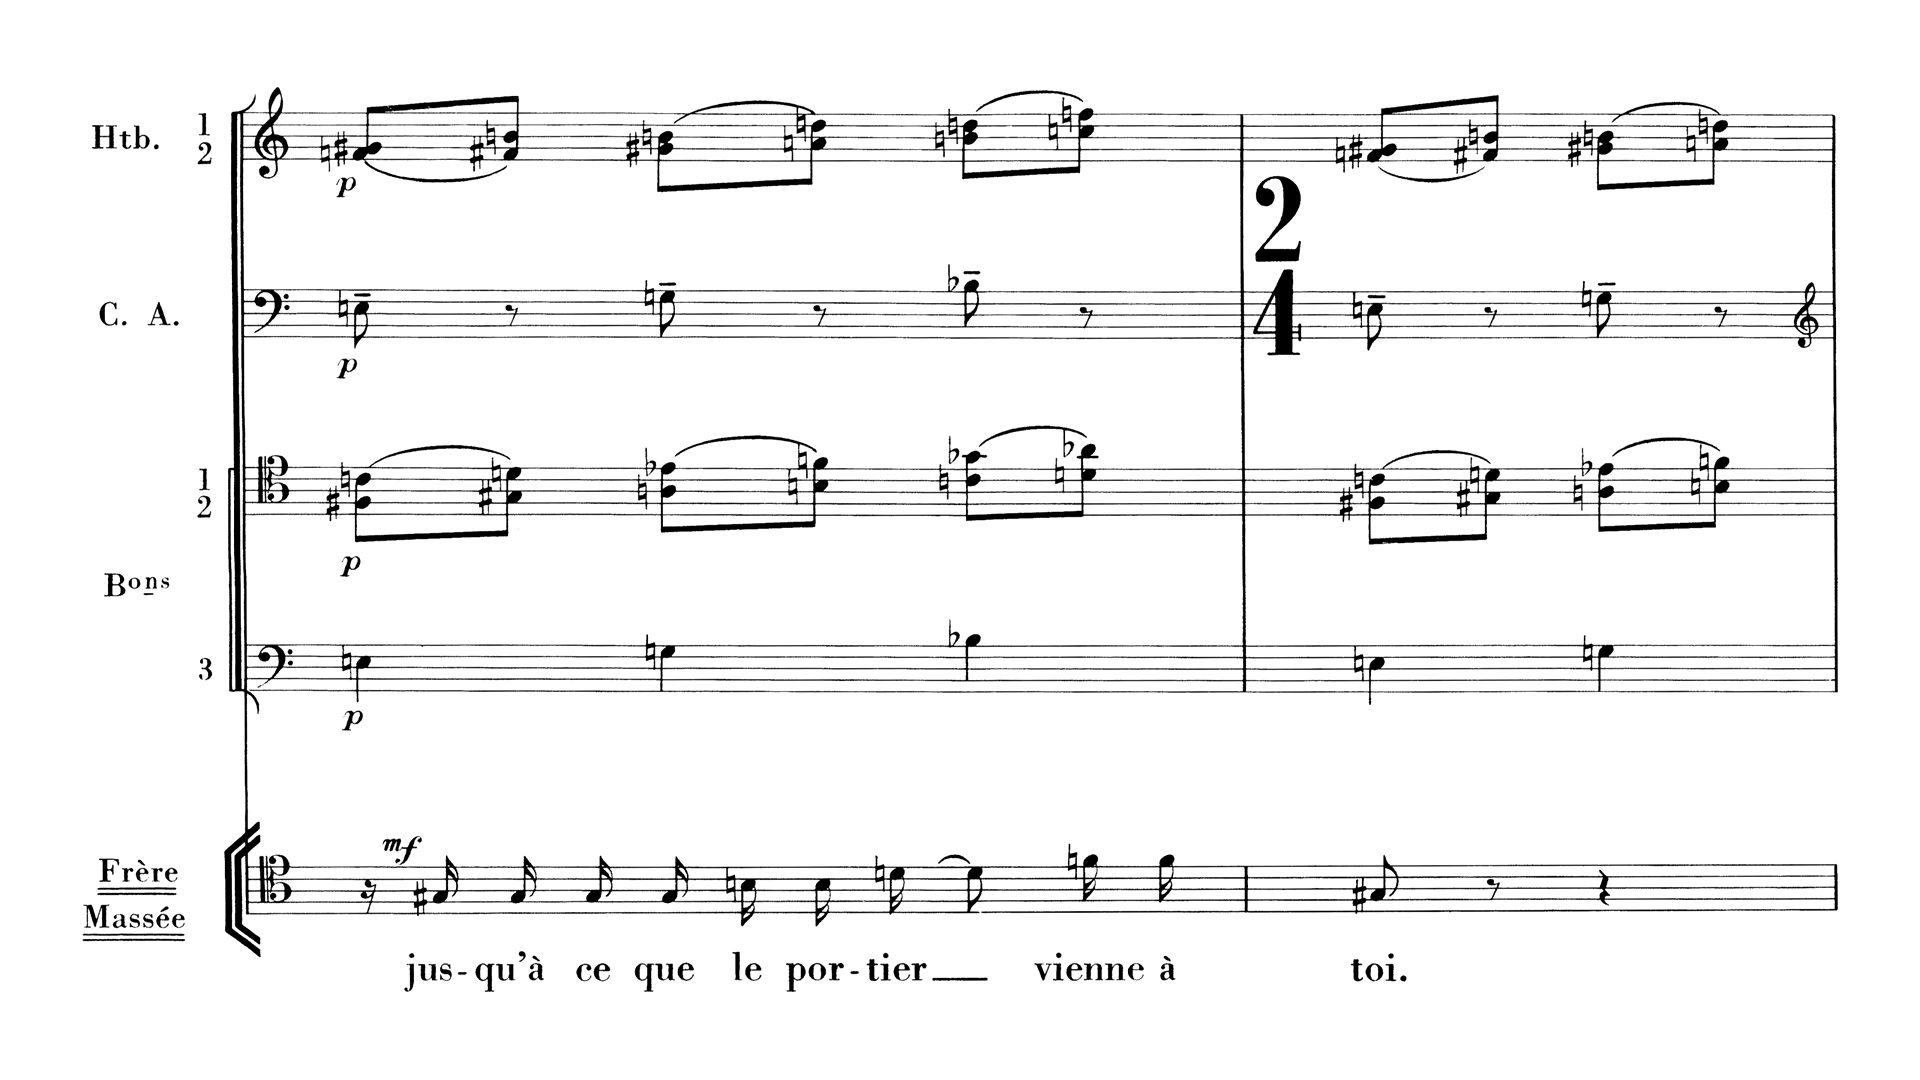 Htb. 1
2
p
2
4
C. A.
p
1
2
p
Bons
3
p
mf
Frère
Massée
jus-qu’à ce que le por-tier vienne à toi.